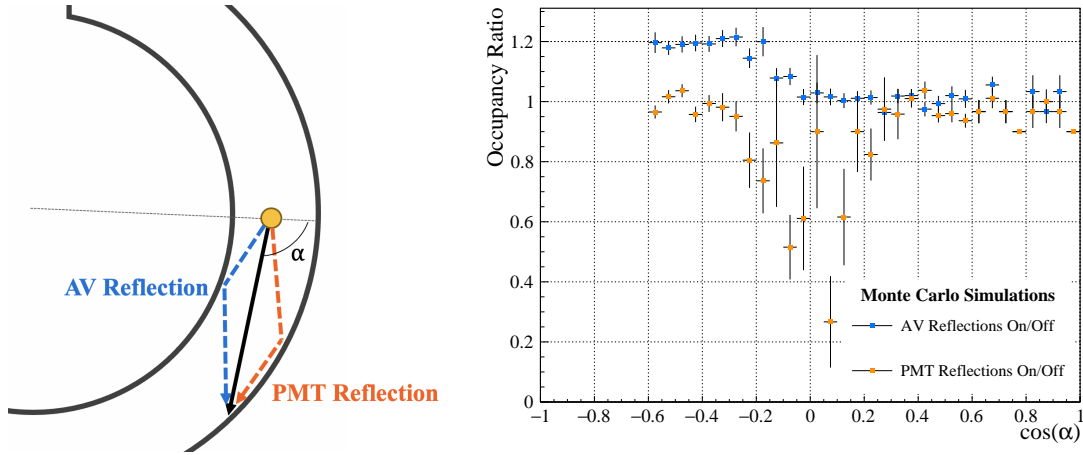 α
AV Reflection
PMT Reflection
Occupancy Ratio
1.2
1
0.8
0.6
0.4
0.2
0
Monte Carlo Simulations
AV Reflections On/Off
PMT Reflections On/Off
−1 −0.8 −0.6 −0.4 −0.2 0 0.2 0.4 0.6 0.8 1
cos(α)